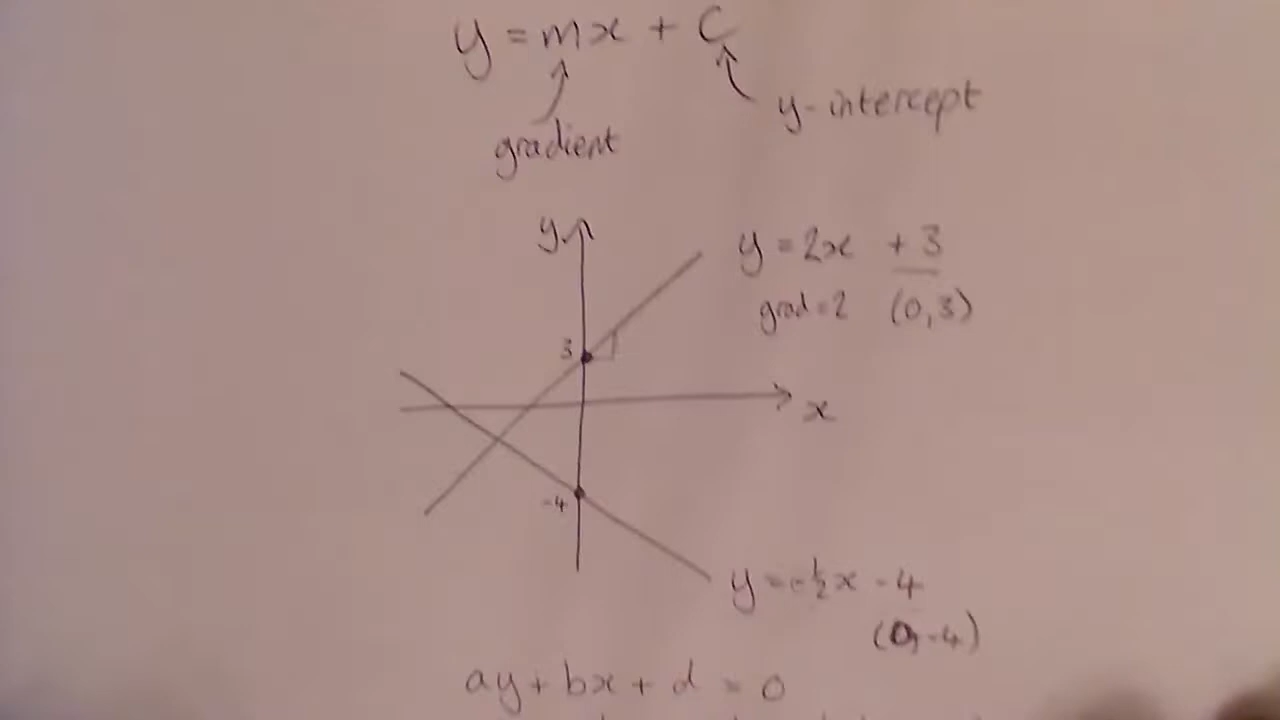 y = mx + c
y-intercept
gradient
y
y = 2x + 3
grad = 2 (0,3)
3
x
-4
y = -½x - 4
(0,-4)
ay + bx + d = 0